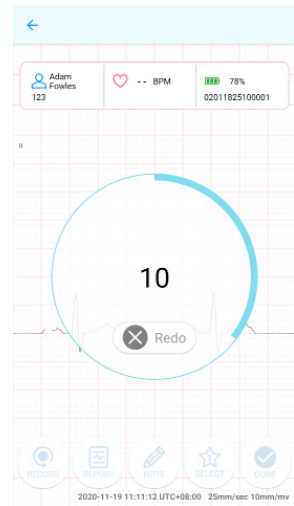 Adam
Fowles
123
-- BPM
78%
02011825100001
II
10
Redo
RECORD
REPORT
NOTE
1
SELECT
DONE
2020-11-19 11:11:12 UTC+08:00 25mm/sec 10mm/mv